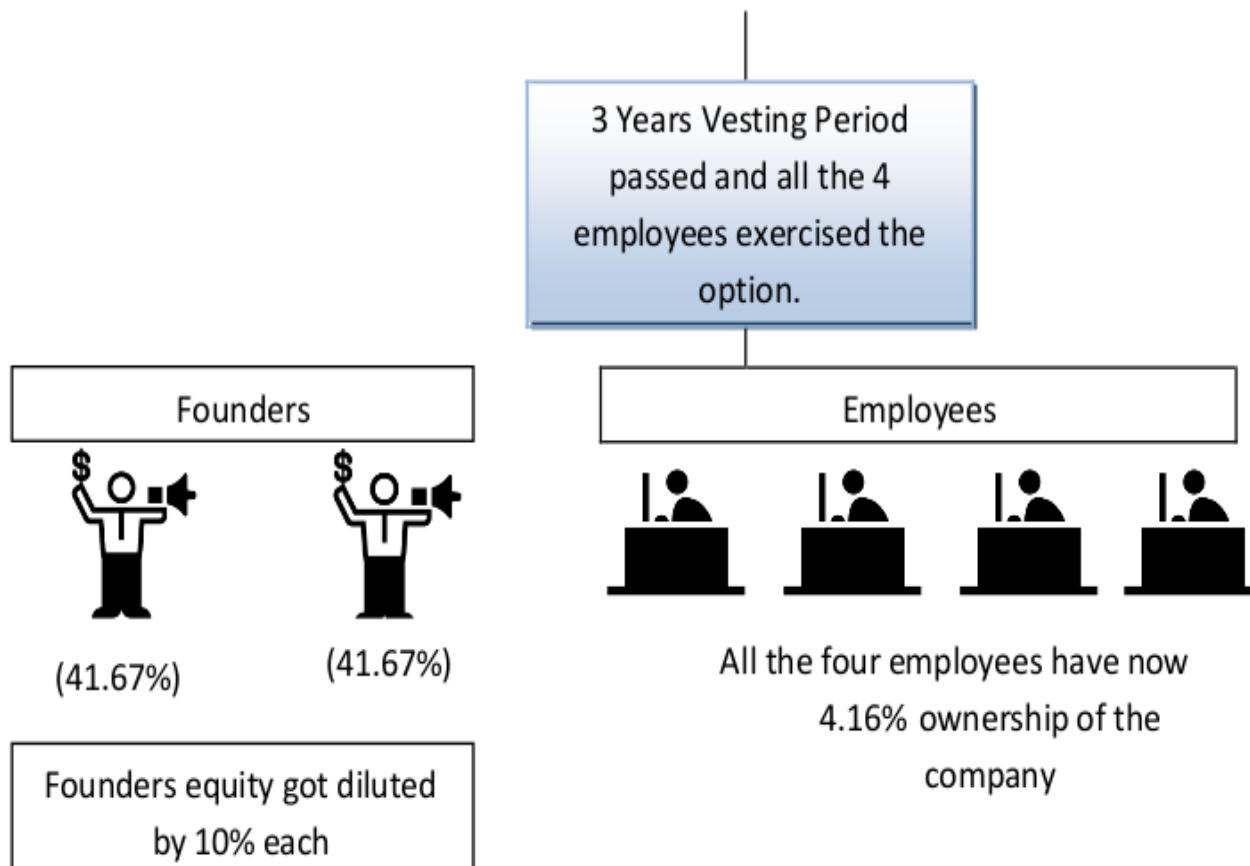 3 Years Vesting Period
passed and all the 4
employees exercised the
option.
Founders
$
$
(41.67%)
(41.67%)
Founders equity got diluted
by 10% each
Employees
All the four employees have now
4.16% ownership of the
company